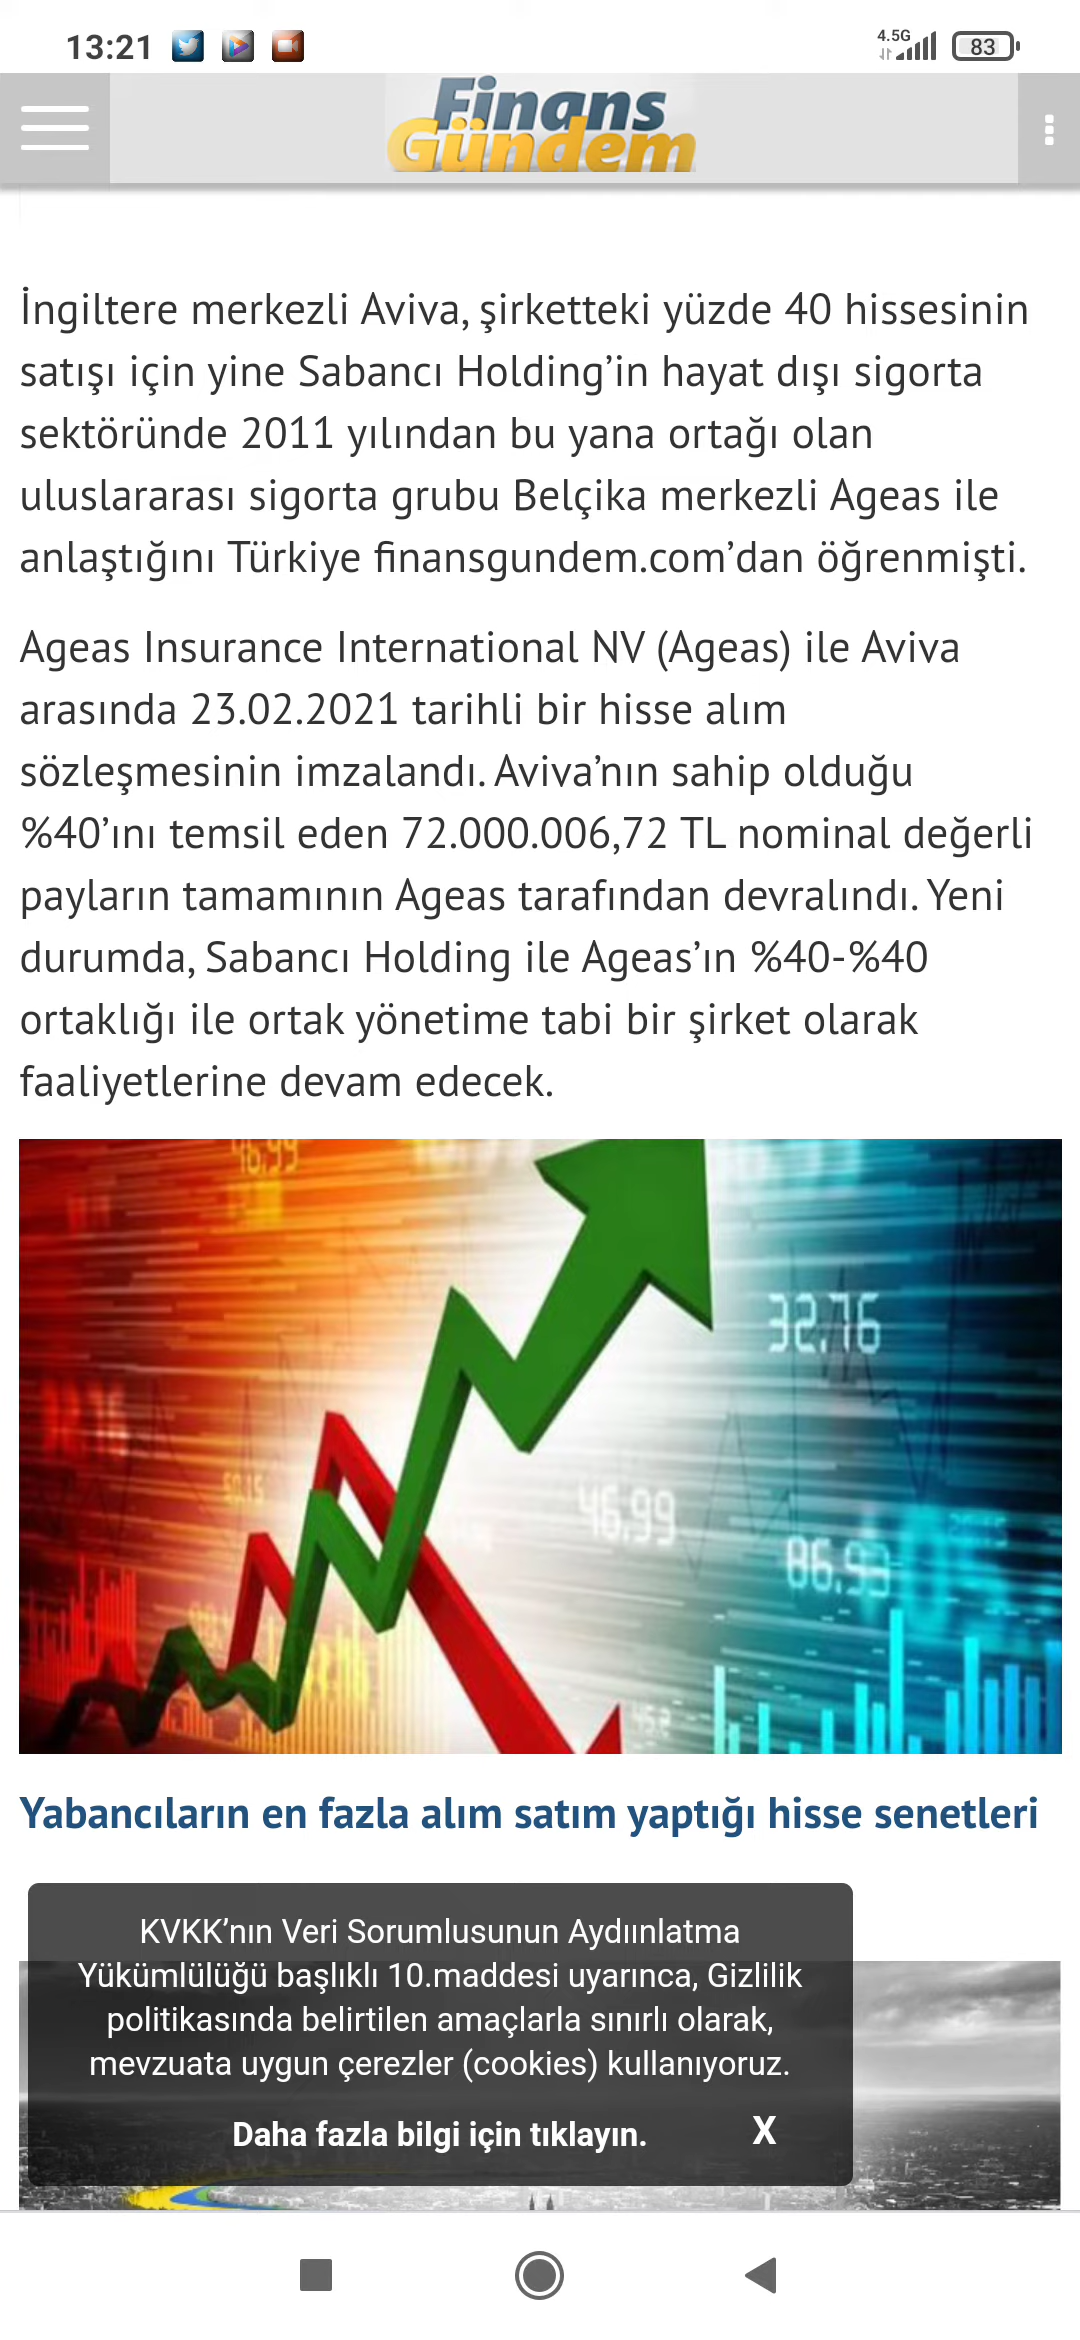 13:21
4.5G
83
Finans
Gündem
İngiltere merkezli Aviva, şirketteki yüzde 40 hissesinin
satışı için yine Sabancı Holding’in hayat dışı sigorta
sektöründe 2011 yılından bu yana ortağı olan
uluslararası sigorta grubu Belçika merkezli Ageas ile
anlaştığını Türkiye finansgundem.com’dan öğrenmişti.
Ageas Insurance International NV (Ageas) ile Aviva
arasında 23.02.2021 tarihli bir hisse alım
sözleşmesinin imzalandı. Aviva’nın sahip olduğu
%40’ını temsil eden 72.000.006,72 TL nominal değerli
payların tamamının Ageas tarafından devralındı. Yeni
durumda, Sabancı Holding ile Ageas’ın %40-%40
ortaklığı ile ortak yönetime tabi bir şirket olarak
faaliyetlerine devam edecek.
46.99
32.76
46.99
86.93
Yabancıların en fazla alım satım yaptığı hisse senetleri
KVKK’nın Veri Sorumlusunun Aydıınlatma
Yükümlülüğü başlıklı 10.maddesi uyarınca, Gizlilik
politikasında belirtilen amaçlarla sınırlı olarak,
mevzuata uygun çerezler (cookies) kullanıyoruz.
Daha fazla bilgi için tıklayın.
X